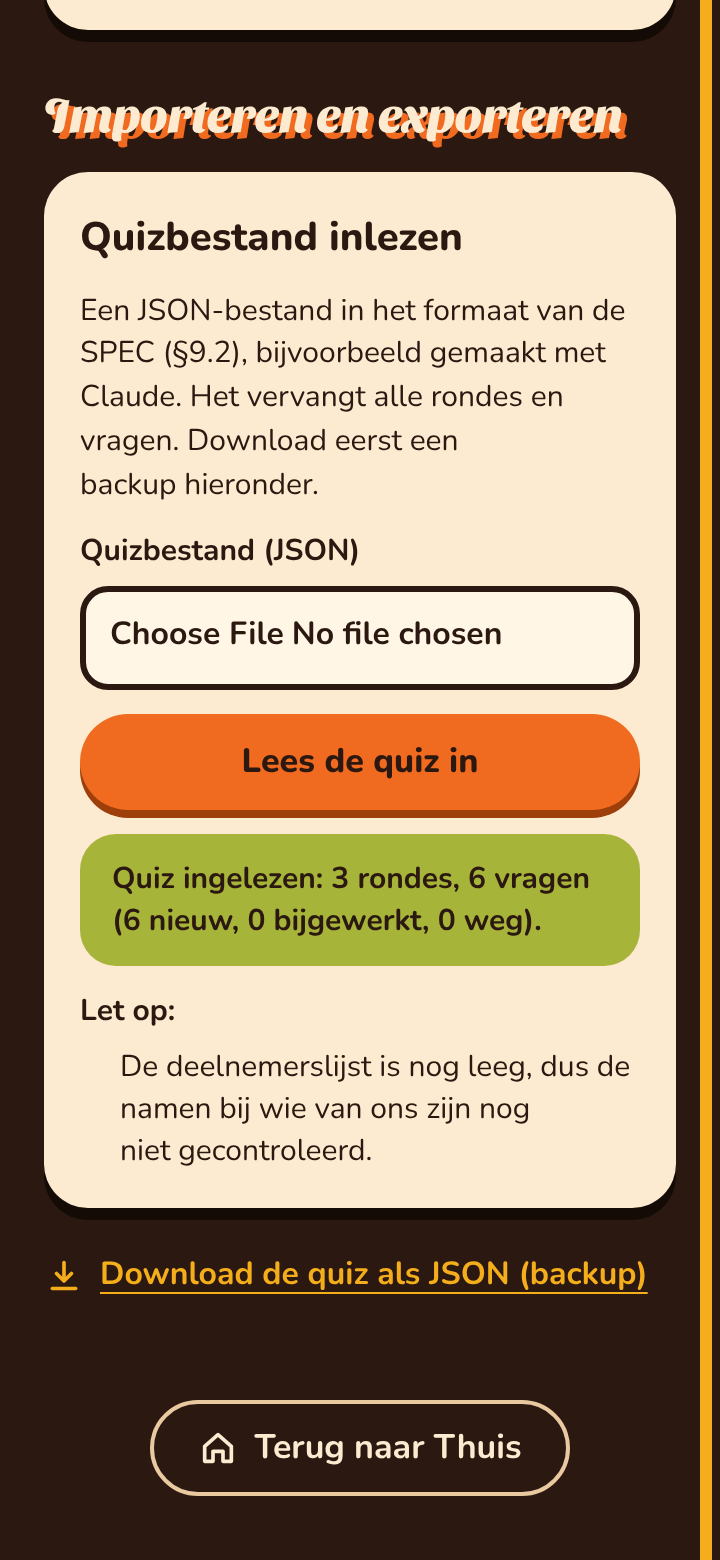 Importeren en exporteren
Quizbestand inlezen
Een JSON-bestand in het formaat van de
SPEC (§9.2), bijvoorbeeld gemaakt met
Claude. Het vervangt alle rondes en
vragen. Download eerst een
backup hieronder.
Quizbestand (JSON)
Choose File No file chosen
Lees de quiz in
Quiz ingelezen: 3 rondes, 6 vragen
(6 nieuw, 0 bijgewerkt, 0 weg).
Let op:
De deelnemerslijst is nog leeg, dus de
namen bij wie van ons zijn nog
niet gecontroleerd.
Download de quiz als JSON (backup)
Terug naar Thuis